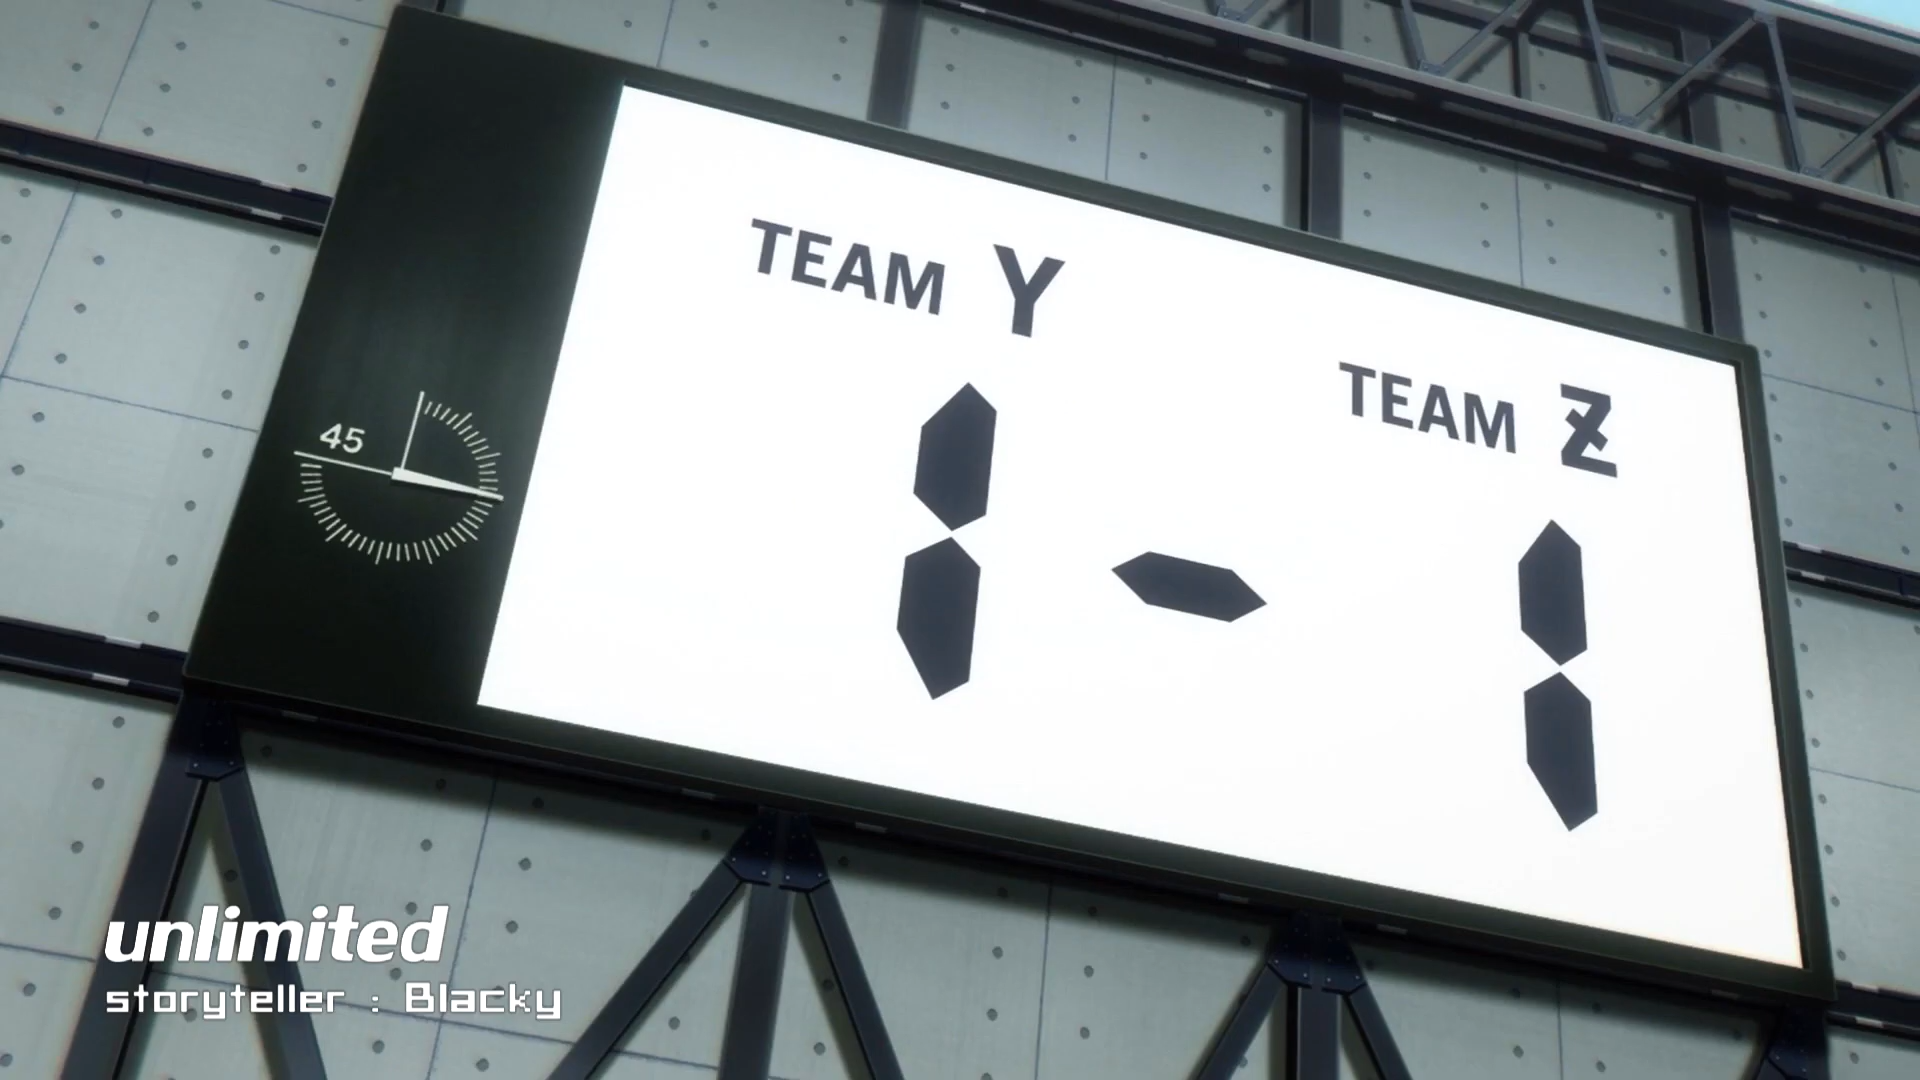 TEAM Y
TEAM Z
1 - 1
45
unlimited
storyteller : Blacky